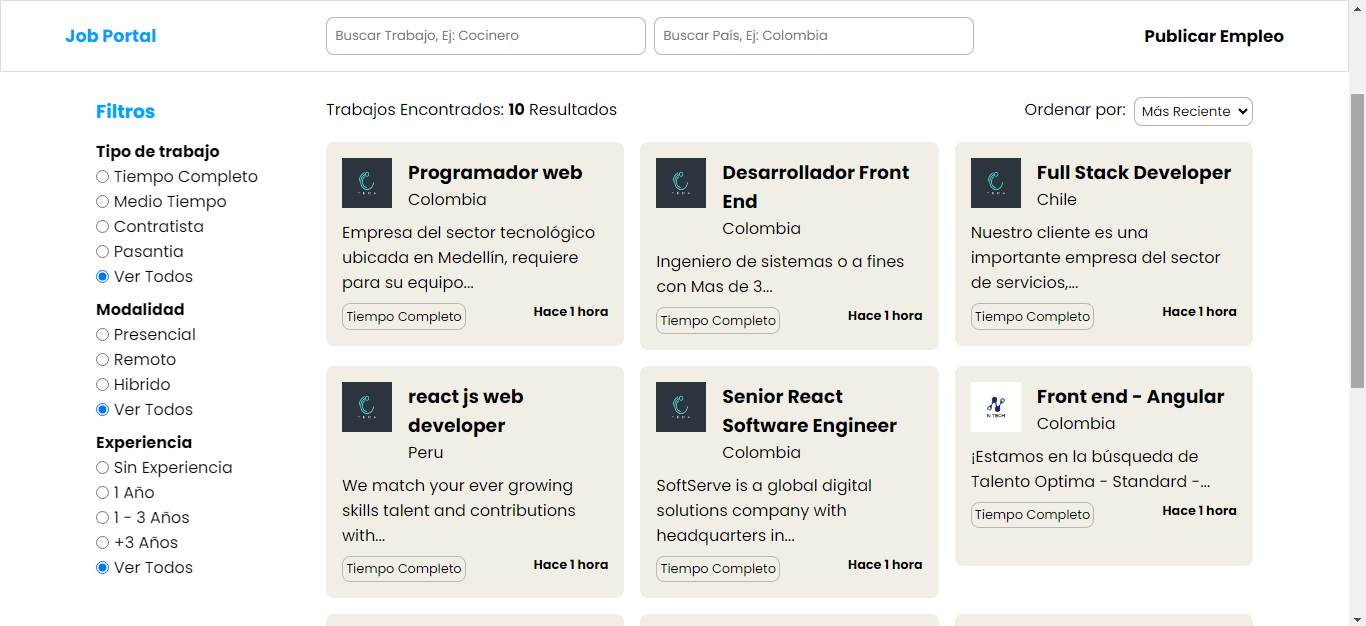 Job Portal
Buscar Trabajo, Ej: Cocinero
Buscar País, Ej: Colombia
Publicar Empleo
Filtros
Tipo de trabajo
Tiempo Completo
Medio Tiempo
Contratista
Pasantia
Ver Todos
Modalidad
Presencial
Remoto
Hibrido
Ver Todos
Experiencia
Sin Experiencia
1 Año
1 - 3 Años
+3 Años
Ver Todos
Trabajos Encontrados: 10 Resultados
Ordenar por: Más Reciente
Programador web
Colombia
Empresa del sector tecnológico
ubicada en Medellín, requiere
para su equipo...
Tiempo Completo
Hace 1 hora
Desarrollador Front
End
Colombia
Ingeniero de sistemas o a fines
con Mas de 3...
Tiempo Completo
Hace 1 hora
Full Stack Developer
Chile
Nuestro cliente es una
importante empresa del sector
de servicios,...
Tiempo Completo
Hace 1 hora
react js web
developer
Peru
We match your ever growing
skills talent and contributions
with...
Tiempo Completo
Hace 1 hora
Senior React
Software Engineer
Colombia
SoftServe is a global digital
solutions company with
headquarters in...
Tiempo Completo
Hace 1 hora
N TECH
Front end - Angular
Colombia
¡Estamos en la búsqueda de
Talento Optima - Standard -...
Tiempo Completo
Hace 1 hora